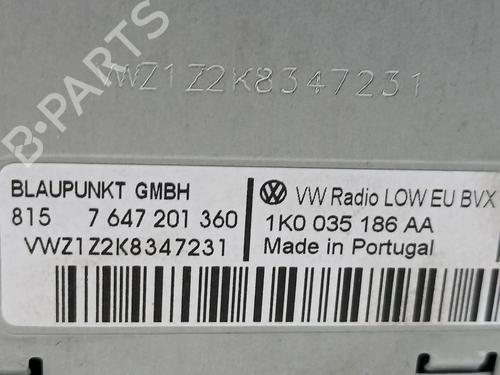 VWZ1Z2K8347231
B-PARTS
BLAUPUNKT GMBH
815 7 647 201 360
VWZ1Z2K8347231
VW Radio LOW EU BVX
1K0 035 186 AA
Made in Portugal